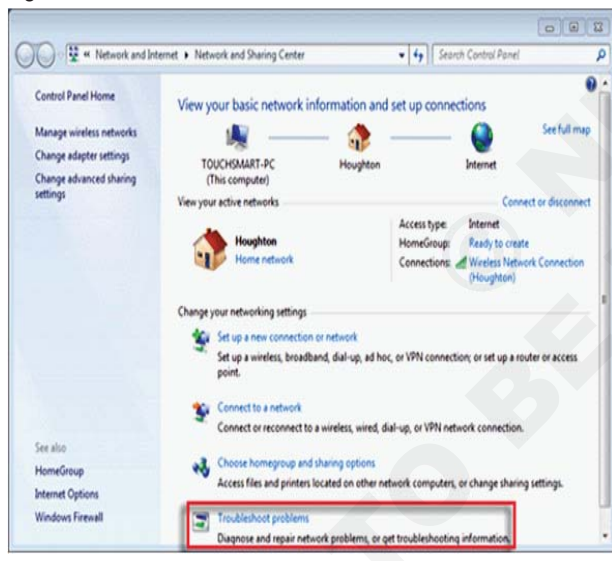 « Network and Internet ▸ Network and Sharing Center
Search Control Panel
Control Panel Home
Manage wireless networks
Change adapter settings
Change advanced sharing
settings
See also
HomeGroup
Internet Options
Windows Firewall
View your basic network information and set up connections
See full map
TOUCHSMART-PC
(This computer)
Houghton
Internet
View your active networks
Connect or disconnect
Houghton
Home network
Access type: Internet
HomeGroup: Ready to create
Connections: Wireless Network Connection
(Houghton)
Change your networking settings
Set up a new connection or network
Set up a wireless, broadband, dial-up, ad hoc, or VPN connection; or set up a router or access
point.
Connect to a network
Connect or reconnect to a wireless, wired, dial-up, or VPN network connection.
Choose homegroup and sharing options
Access files and printers located on other network computers, or change sharing settings.
Troubleshoot problems
Diagnose and repair network problems, or get troubleshooting information.